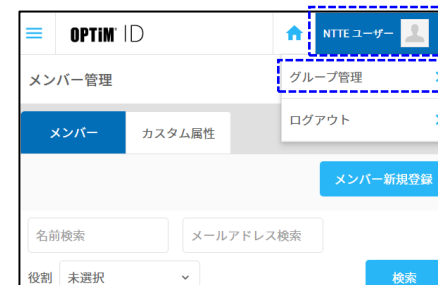 OPTiM ID
NTTE ユーザー
メンバー管理
グループ管理
ログアウト
メンバー
カスタム属性
メンバー新規登録
名前検索
メールアドレス検索
役割 未選択
検索